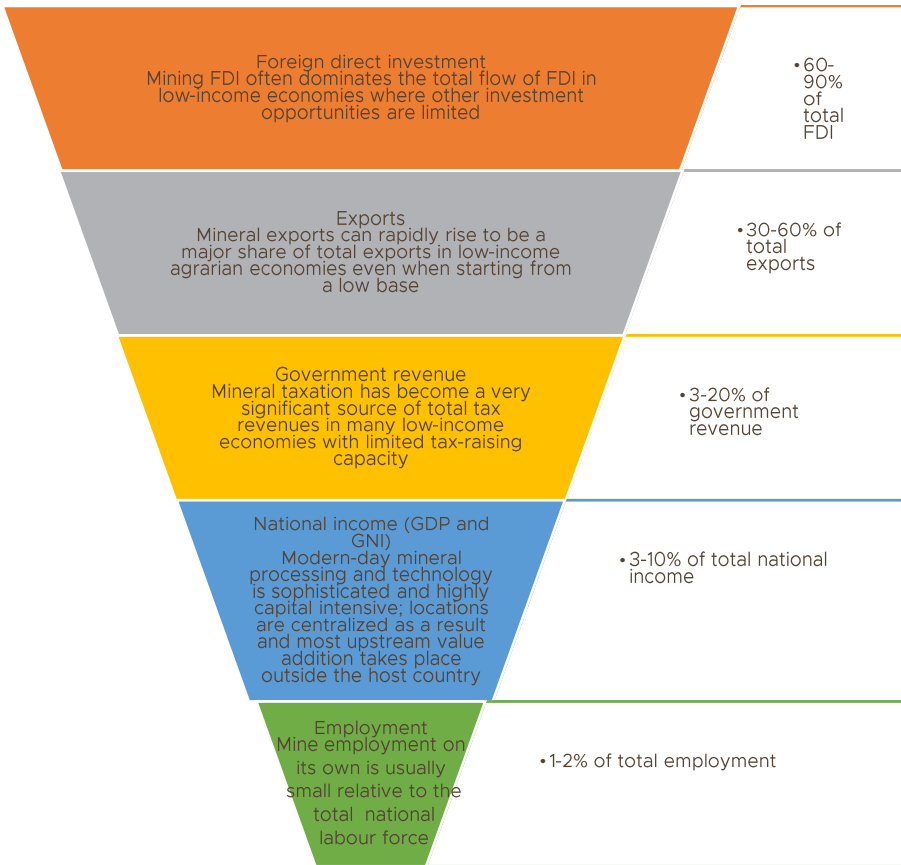 Foreign direct investment
Mining FDI often dominates the total flow of FDI in
low-income economies where other investment
opportunities are limited
• 60-
90%
of
total
FDI
Exports
Mineral exports can rapidly rise to be a
major share of total exports in low-income
agrarian economies even when starting from
a low base
• 30-60% of
total
exports
Government revenue
Mineral taxation has become a very
significant source of total tax
revenues in many low-income
economies with limited tax-raising
capacity
• 3-20% of
government
revenue
National income (GDP and
GNI)
Modern-day mineral
processing and technology
is sophisticated and highly
capital intensive; locations
are centralized as a result
and most upstream value
addition takes place
outside the host country
• 3-10% of total national
income
Employment
Mine employment on
its own is usually
small relative to the
total national
labour force
• 1-2% of total employment